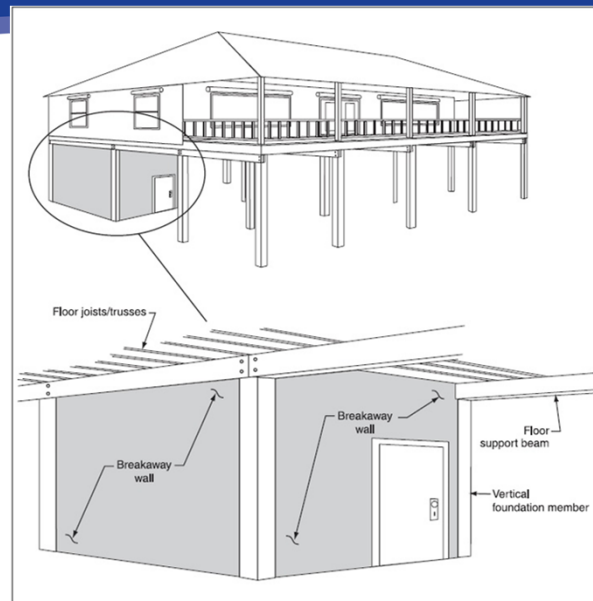 Floor joists/trusses
Breakaway
wall
Breakaway
wall
Floor
support beam
Vertical
foundation member